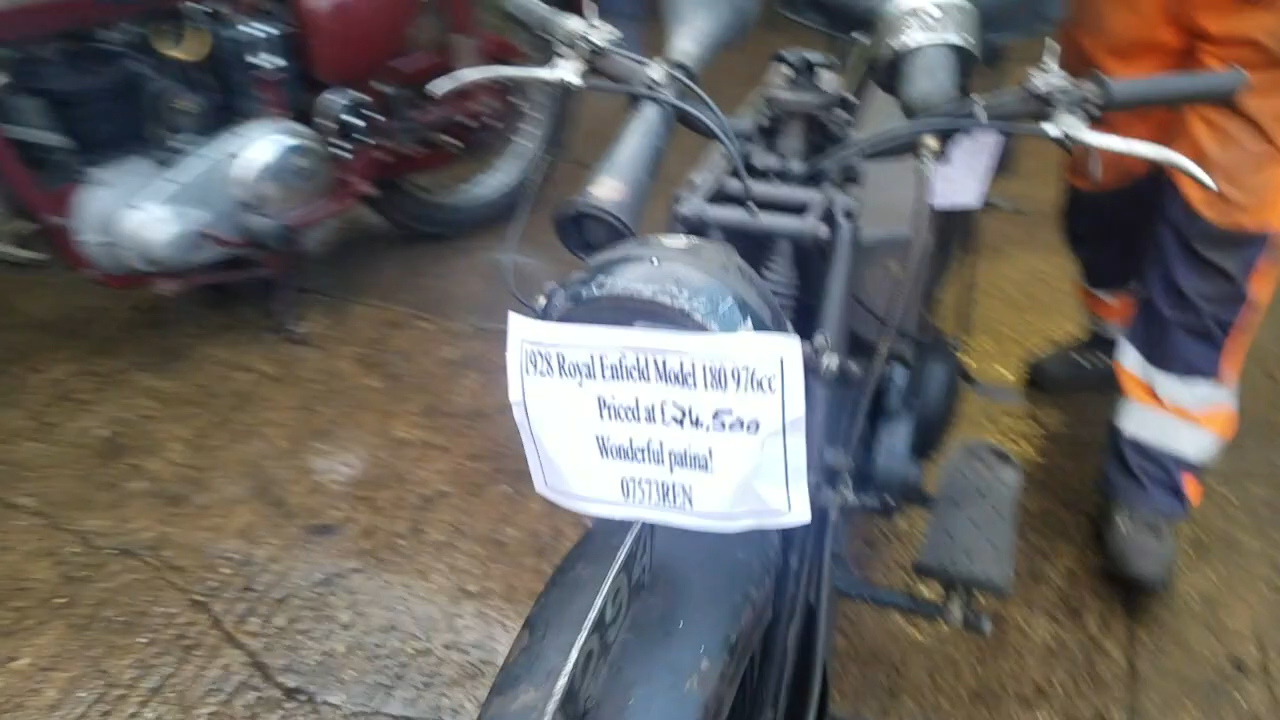 1928 Royal Enfield Model 180 976cc
Priced at £24,500
Wonderful patina!
07573REN